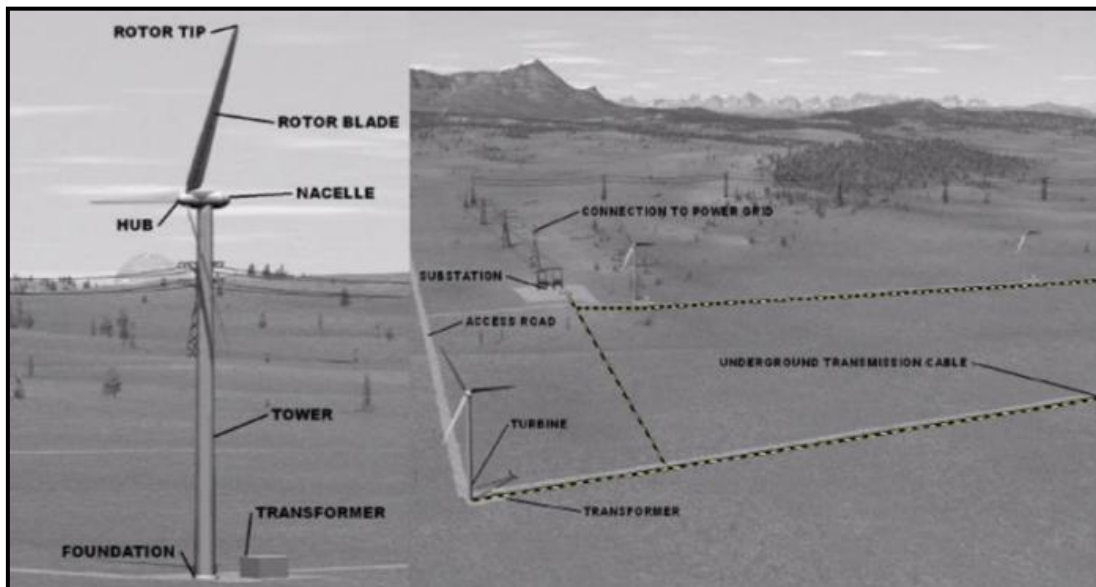 ROTOR TIP
ROTOR BLADE
NACELLE
HUB
TOWER
TRANSFORMER
FOUNDATION
CONNECTION TO POWER GRID
SUBSTATION
ACCESS ROAD
UNDERGROUND TRANSMISSION CABLE
TURBINE
TRANSFORMER